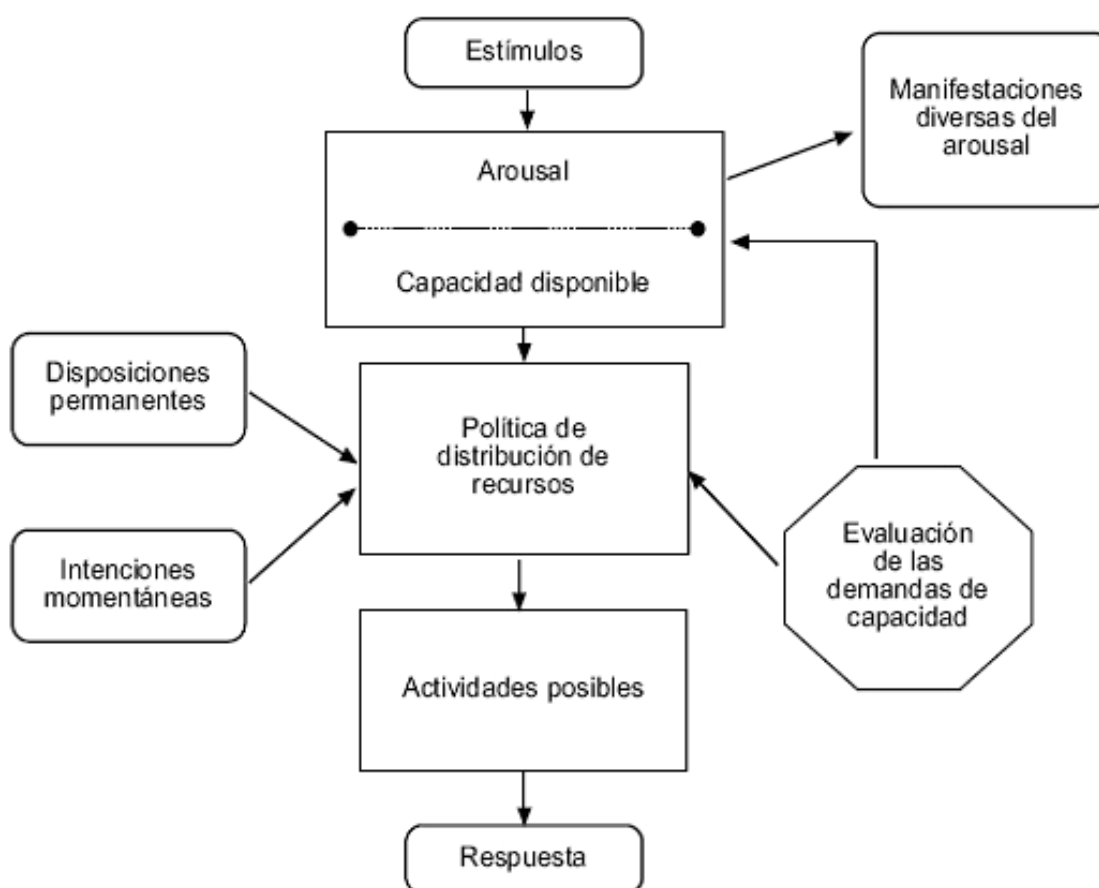 Estímulos
Manifestaciones
diversas del
arousal
Arousal
Capacidad disponible
Disposiciones
permanentes
Política de
distribución de
recursos
Intenciones
momentáneas
Evaluación
de las
demandas de
capacidad
Actividades posibles
Respuesta